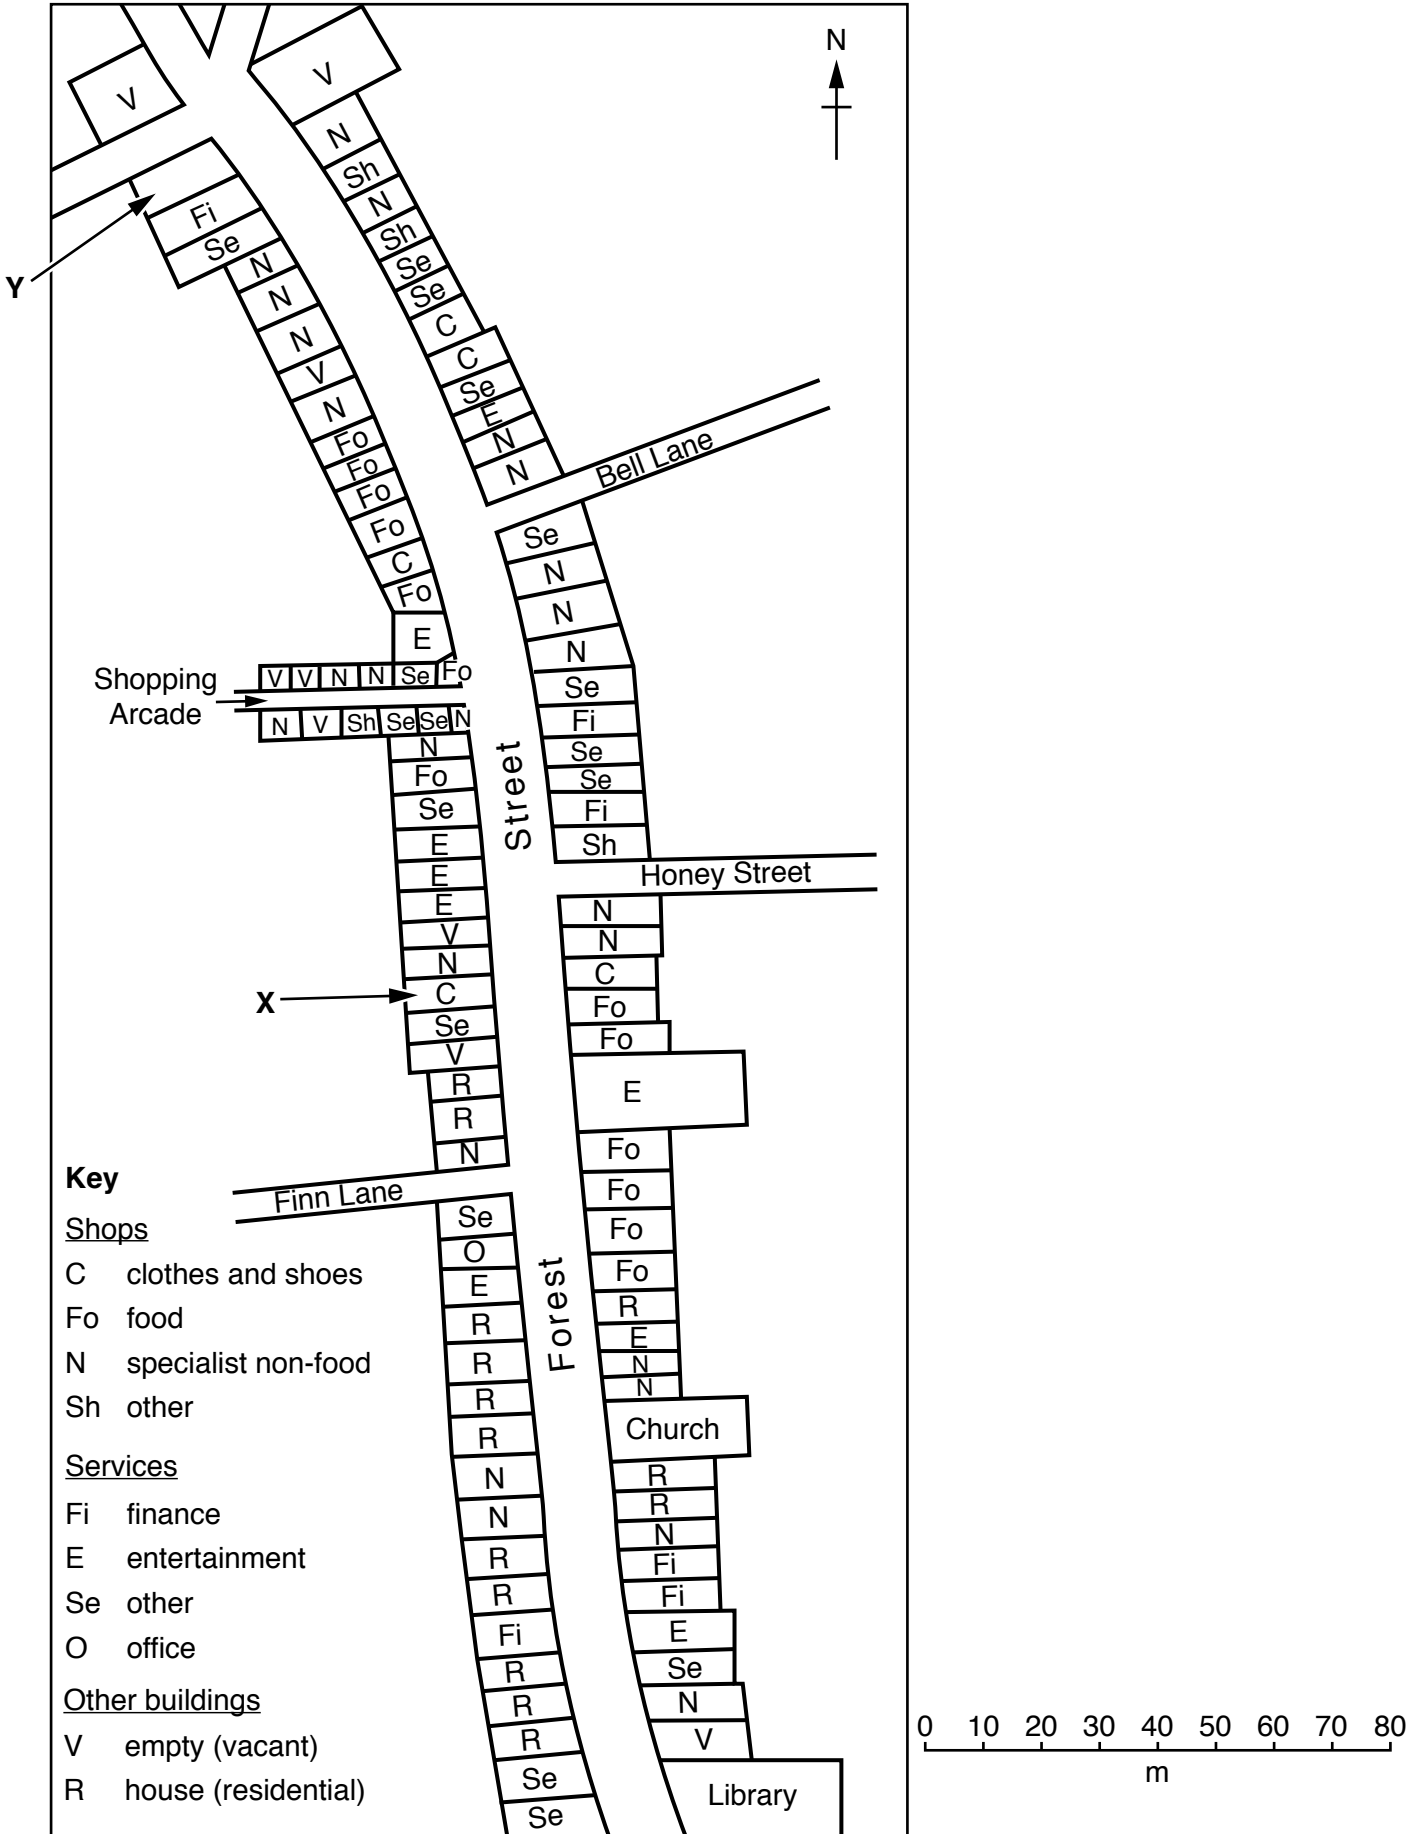 N
V
V
N
Sh
N
Sh
Se
Se
C
C
Se
E
N
N
Y
Fi
Se
N
N
N
V
N
Fo
Fo
Fo
Fo
C
Fo
E
Bell Lane
Se
N
N
N
Se
Fi
Se
Se
Fi
Sh
Shopping
Arcade
V V N N Se Fo
N V Sh Se Se N
N
Fo
Se
E
E
E
V
N
C
Se
V
R
R
N
X
Street
Honey Street
N
N
C
Fo
Fo
E
Fo
Fo
Fo
Fo
R
E
N
N
Church
R
R
N
Fi
Fi
E
Se
N
V
Library
Finn Lane
Se
O
E
R
R
R
R
N
N
R
R
Fi
R
R
R
Se
Se
Forest
Key
Shops
C clothes and shoes
Fo food
N specialist non-food
Sh other
Services
Fi finance
E entertainment
Se other
O office
Other buildings
V empty (vacant)
R house (residential)
0 10 20 30 40 50 60 70 80
m